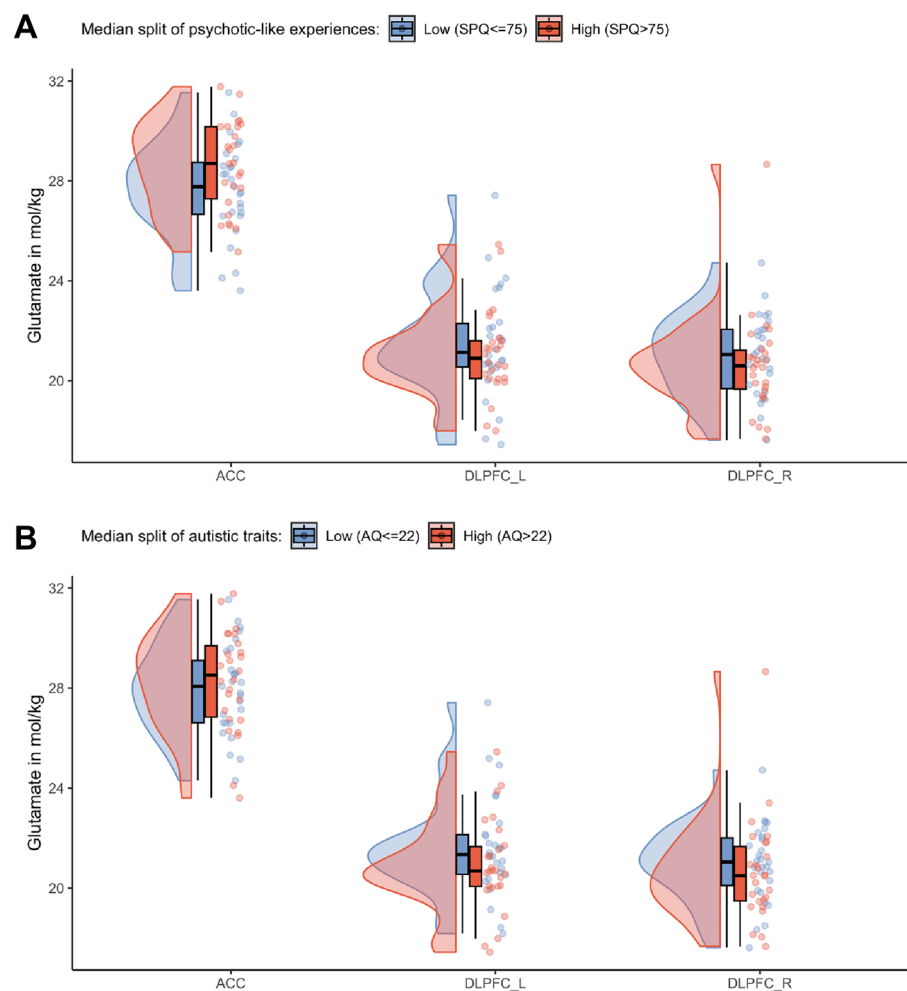 A
Median split of psychotic-like experiences: Low (SPQ<=75) High (SPQ>75)
Glutamate in mol/kg
32
28
24
20
ACC DLPFC_L DLPFC_R
B
Median split of autistic traits: Low (AQ<=22) High (AQ>22)
Glutamate in mol/kg
32
28
24
20
ACC DLPFC_L DLPFC_R